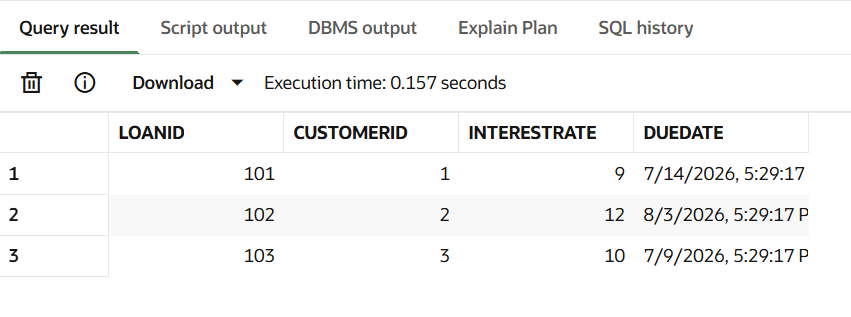 Query result Script output DBMS output Explain Plan SQL history
Download Execution time: 0.157 seconds
LOANID CUSTOMERID INTERESTRATE DUEDATE
1 101 1 9 7/14/2026, 5:29:17
2 102 2 12 8/3/2026, 5:29:17 P
3 103 3 10 7/9/2026, 5:29:17 P